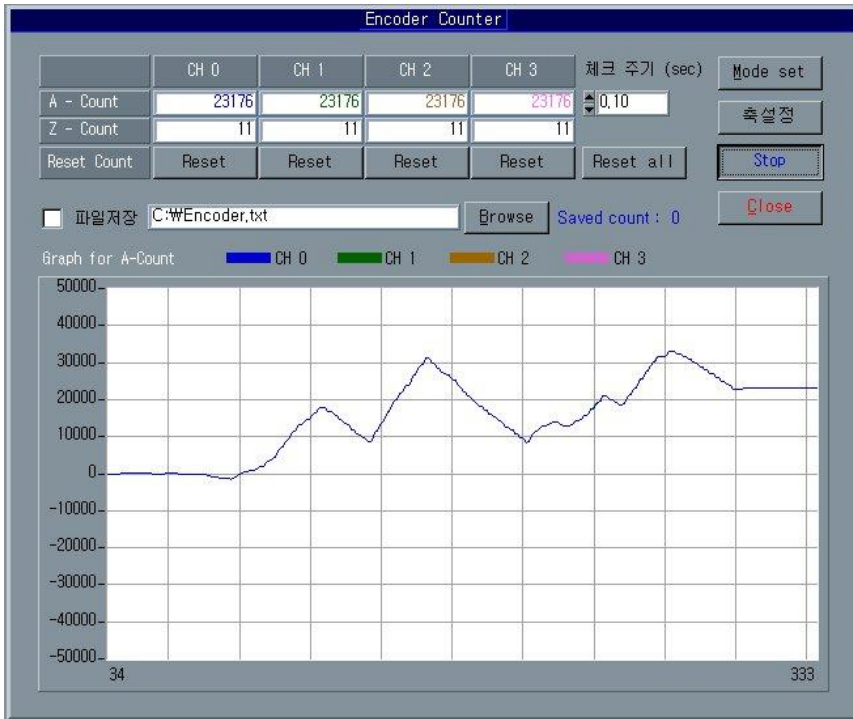 Encoder Counter
CH 0 CH 1 CH 2 CH 3 체크 주기 (sec) Mode set
A - Count 23176 23176 23176 23176 0.10
축설정
Z - Count 11 11 11 11
Reset Count Reset Reset Reset Reset Reset all Stop
Close
파일저장 C:₩Encoder.txt Browse Saved count : 0
Graph for A-Count CH 0 CH 1 CH 2 CH 3
50000
40000
30000
20000
10000
0
-10000
-20000
-30000
-40000
-50000
34 333